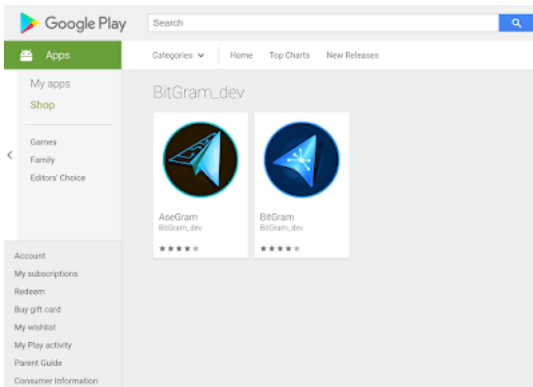 Google Play
Search
Apps
Categories
Home
Top Charts
New Releases
My apps
Shop
Games
Family
Editors' Choice
BitGram_dev
AseGram
BitGram_dev
BitGram
BitGram_dev
Account
My subscriptions
Redeem
Buy gift card
My wishlist
My Play activity
Parent Guide
Consumer Information